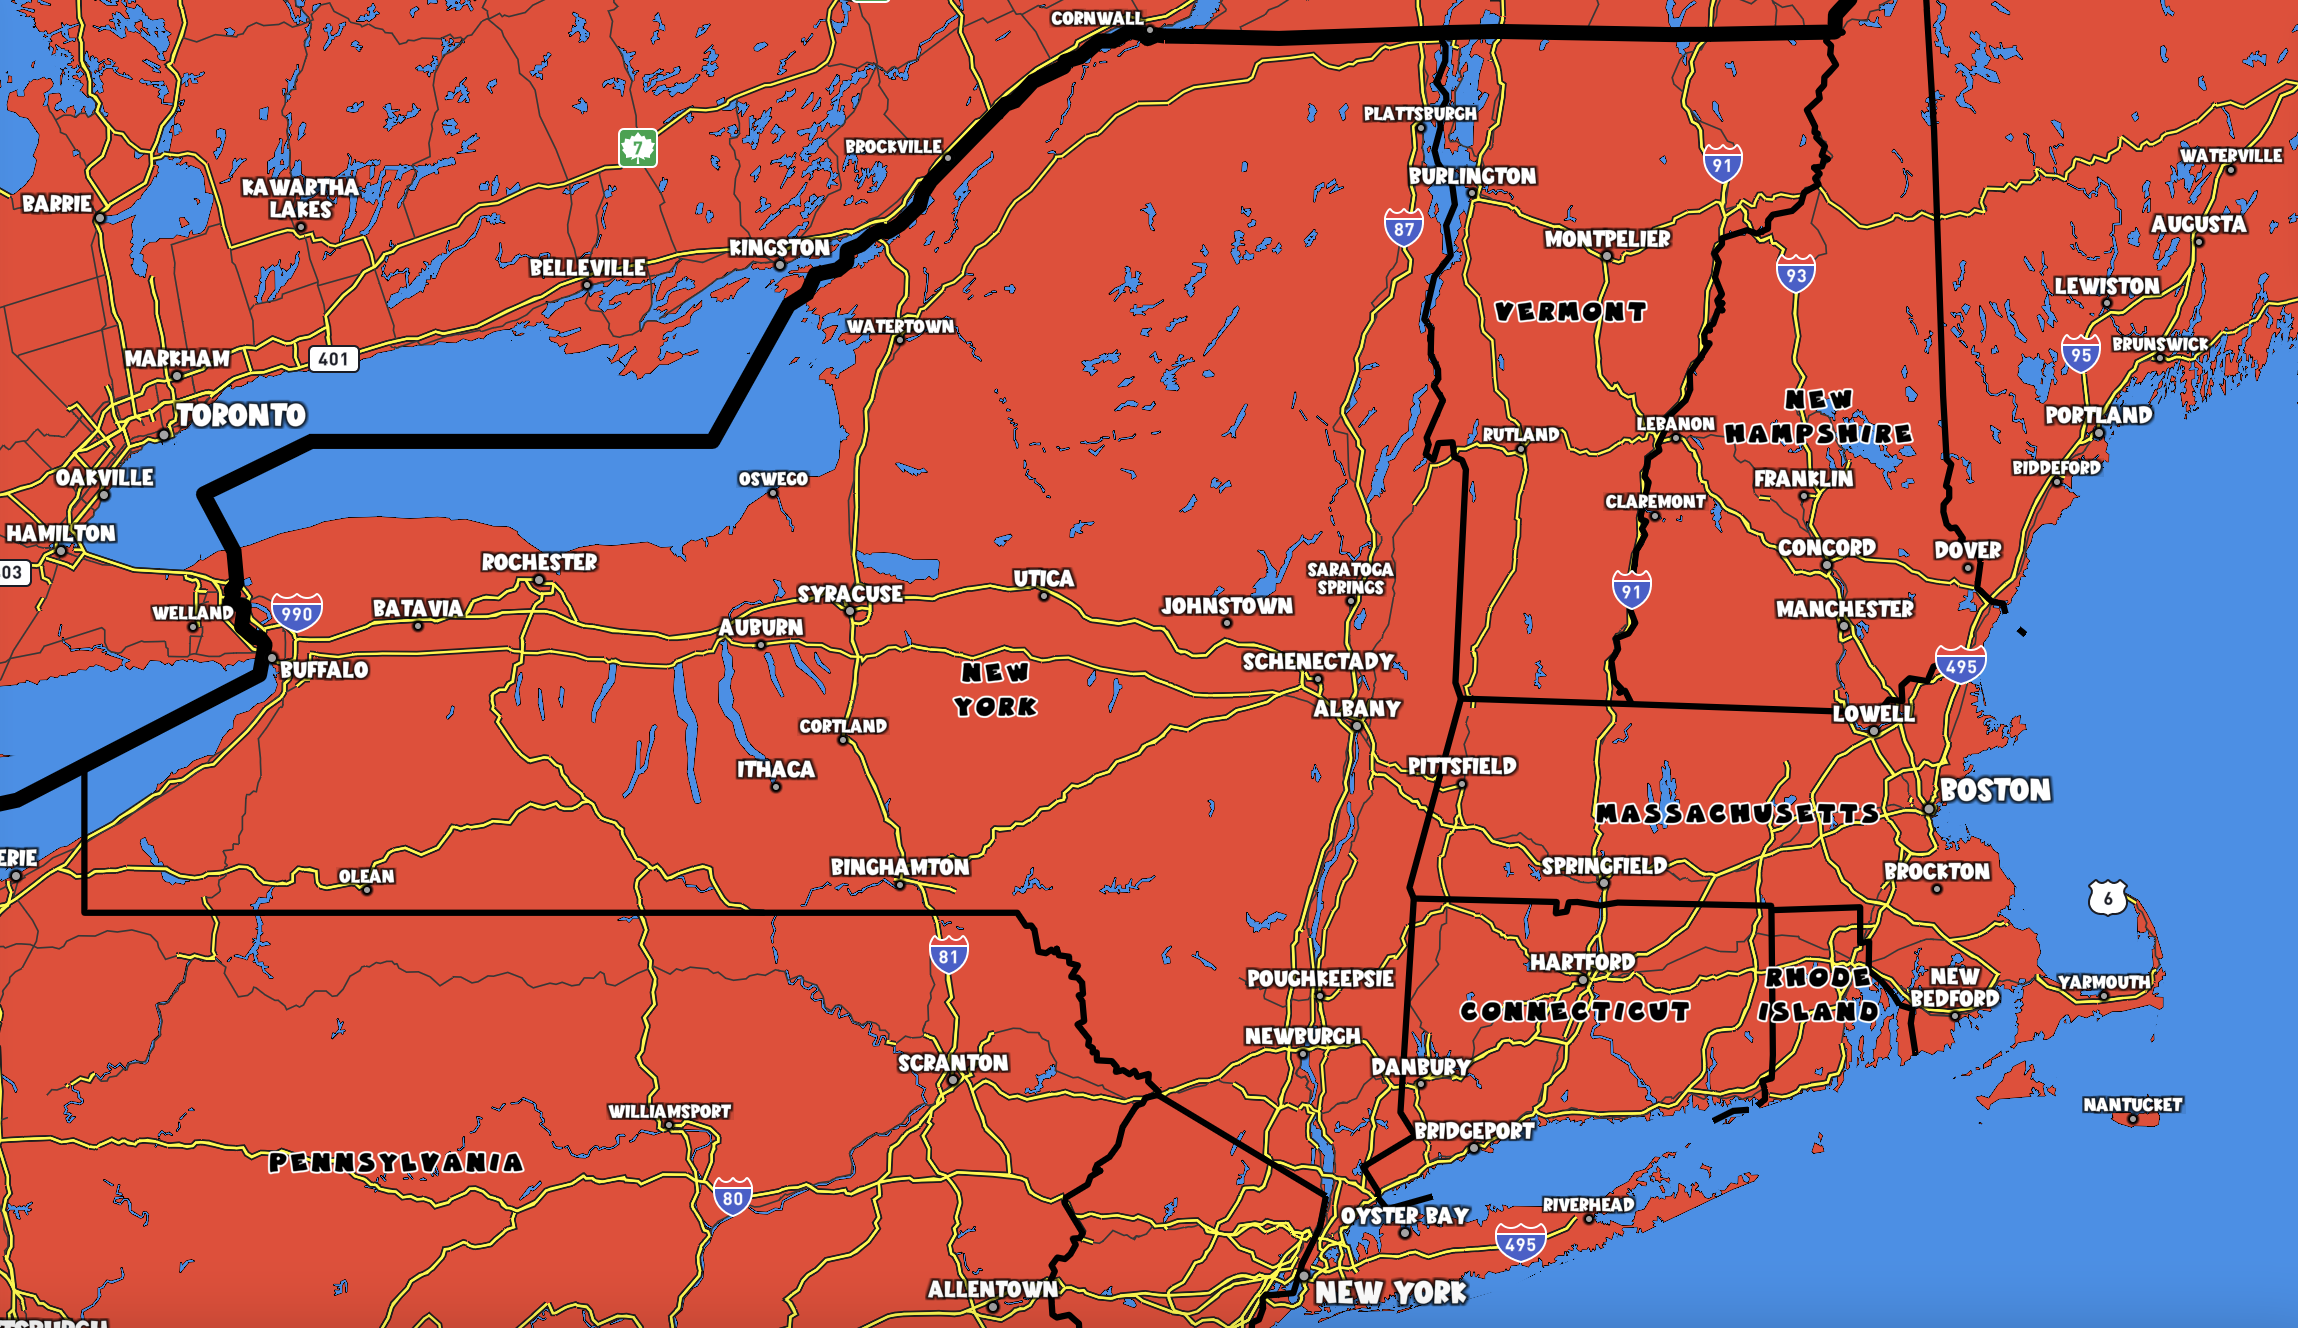 CORNWALL
PLATTSBURGH
7
BROCKVILLE
91
WATERVILLE
KAWARTHA
LAKES
BARRIE
BURLINGTON
AUGUSTA
87
MONTPELIER
KINGSTON
BELLEVILLE
93
LEWISTON
VERMONT
WATERTOWN
95
BRUNSWICK
MARKHAM
401
NEW
HAMPSHIRE
TORONTO
PORTLAND
LEBANON
RUTLAND
BIDDEFORD
OAKVILLE
OSWEGO
FRANKLIN
CLAREMONT
HAMILTON
CONCORD
DOVER
ROCHESTER
03
SARATOGA
SPRINGS
UTICA
91
SYRACUSE
JOHNSTOWN
MANCHESTER
BATAVIA
WELLAND
990
AUBURN
SCHENECTADY
495
BUFFALO
NEW
YORK
ALBANY
LOWELL
CORTLAND
ITHACA
PITTSFIELD
BOSTON
MASSACHUSETTS
ERIE
BINGHAMTON
SPRINGFIELD
BROCKTON
OLEAN
6
81
HARTFORD
POUGHKEEPSIE
RHODE
ISLAND
NEW
BEDFORD
YARMOUTH
CONNECTICUT
NEWBURGH
SCRANTON
DANBURY
NANTUCKET
WILLIAMSPORT
BRIDGEPORT
PENNSYLVANIA
80
RIVERHEAD
OYSTER BAY
495
ALLENTOWN
NEW YORK
TSBURGH